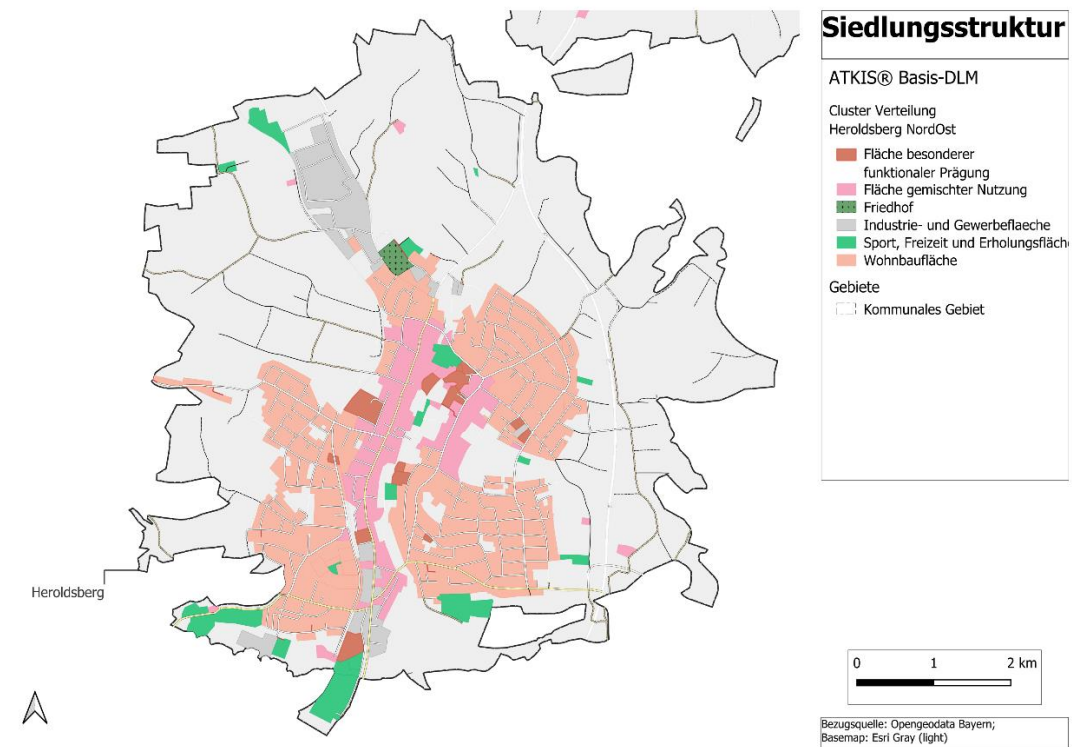 Siedlungsstruktur
ATKIS® Basis-DLM
Cluster Verteilung
Heroldsberg NordOst
Fläche besonderer
funktionaler Prägung
Fläche gemischter Nutzung
Friedhof
Industrie- und Gewerbeflaeche
Sport, Freizeit und Erholungsfläch
Wohnbaufläche
Gebiete
Kommunales Gebiet
Heroldsberg
0 1 2 km
Bezugsquelle: Opengeodata Bayern;
Basemap: Esri Gray (light)